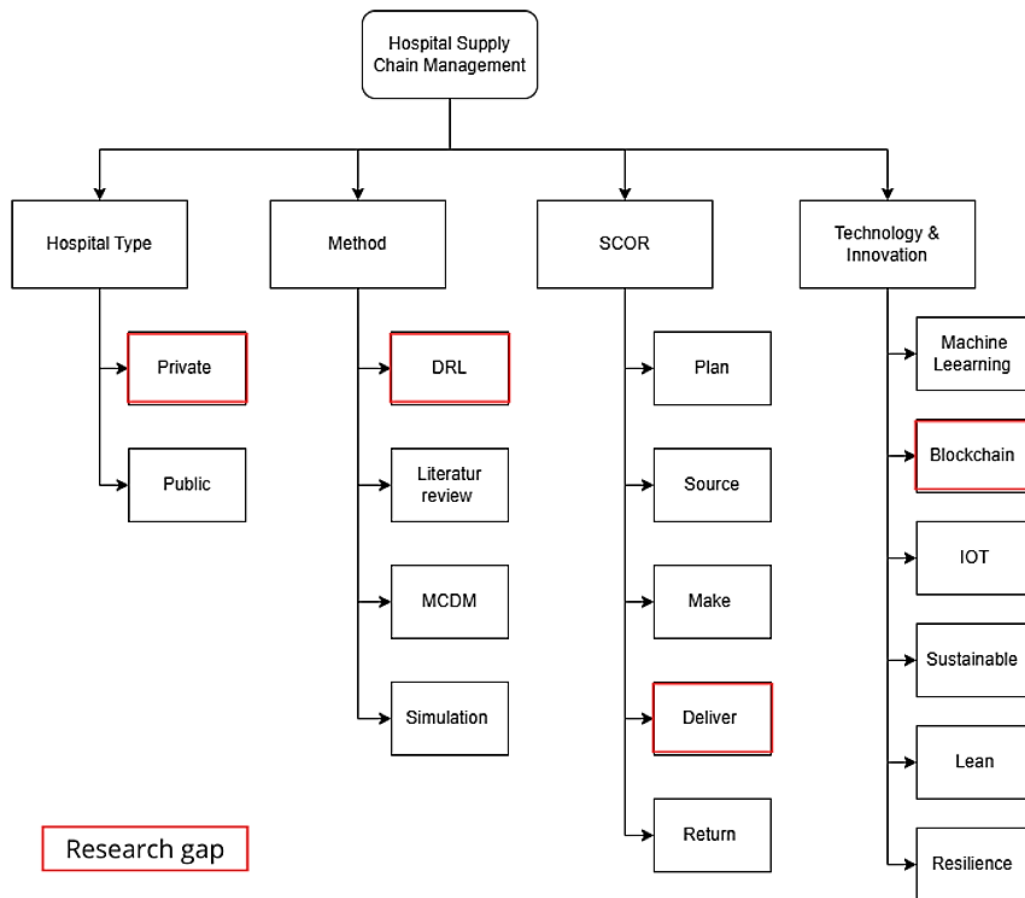 Hospital Supply
Chain Management
Hospital Type
Method
SCOR
Technology &
Innovation
Private
Public
DRL
Literatur
review
MCDM
Simulation
Plan
Source
Make
Deliver
Return
Machine
Leearning
Blockchain
IOT
Sustainable
Lean
Resilience
Research gap